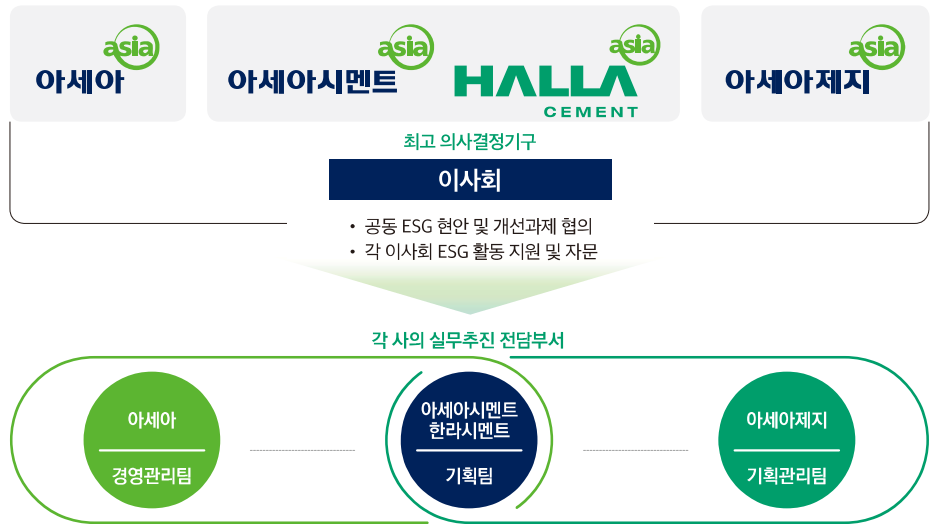 asia
아세아
asia
아세아시멘트
asia
HALLA
CEMENT
asia
아세아제지
최고 의사결정기구
이사회
• 공동 ESG 현안 및 개선과제 협의
• 각 이사회 ESG 활동 지원 및 자문
각 사의 실무추진 전담부서
아세아
경영관리팀
아세아시멘트
한라시멘트
기획팀
아세아제지
기획관리팀